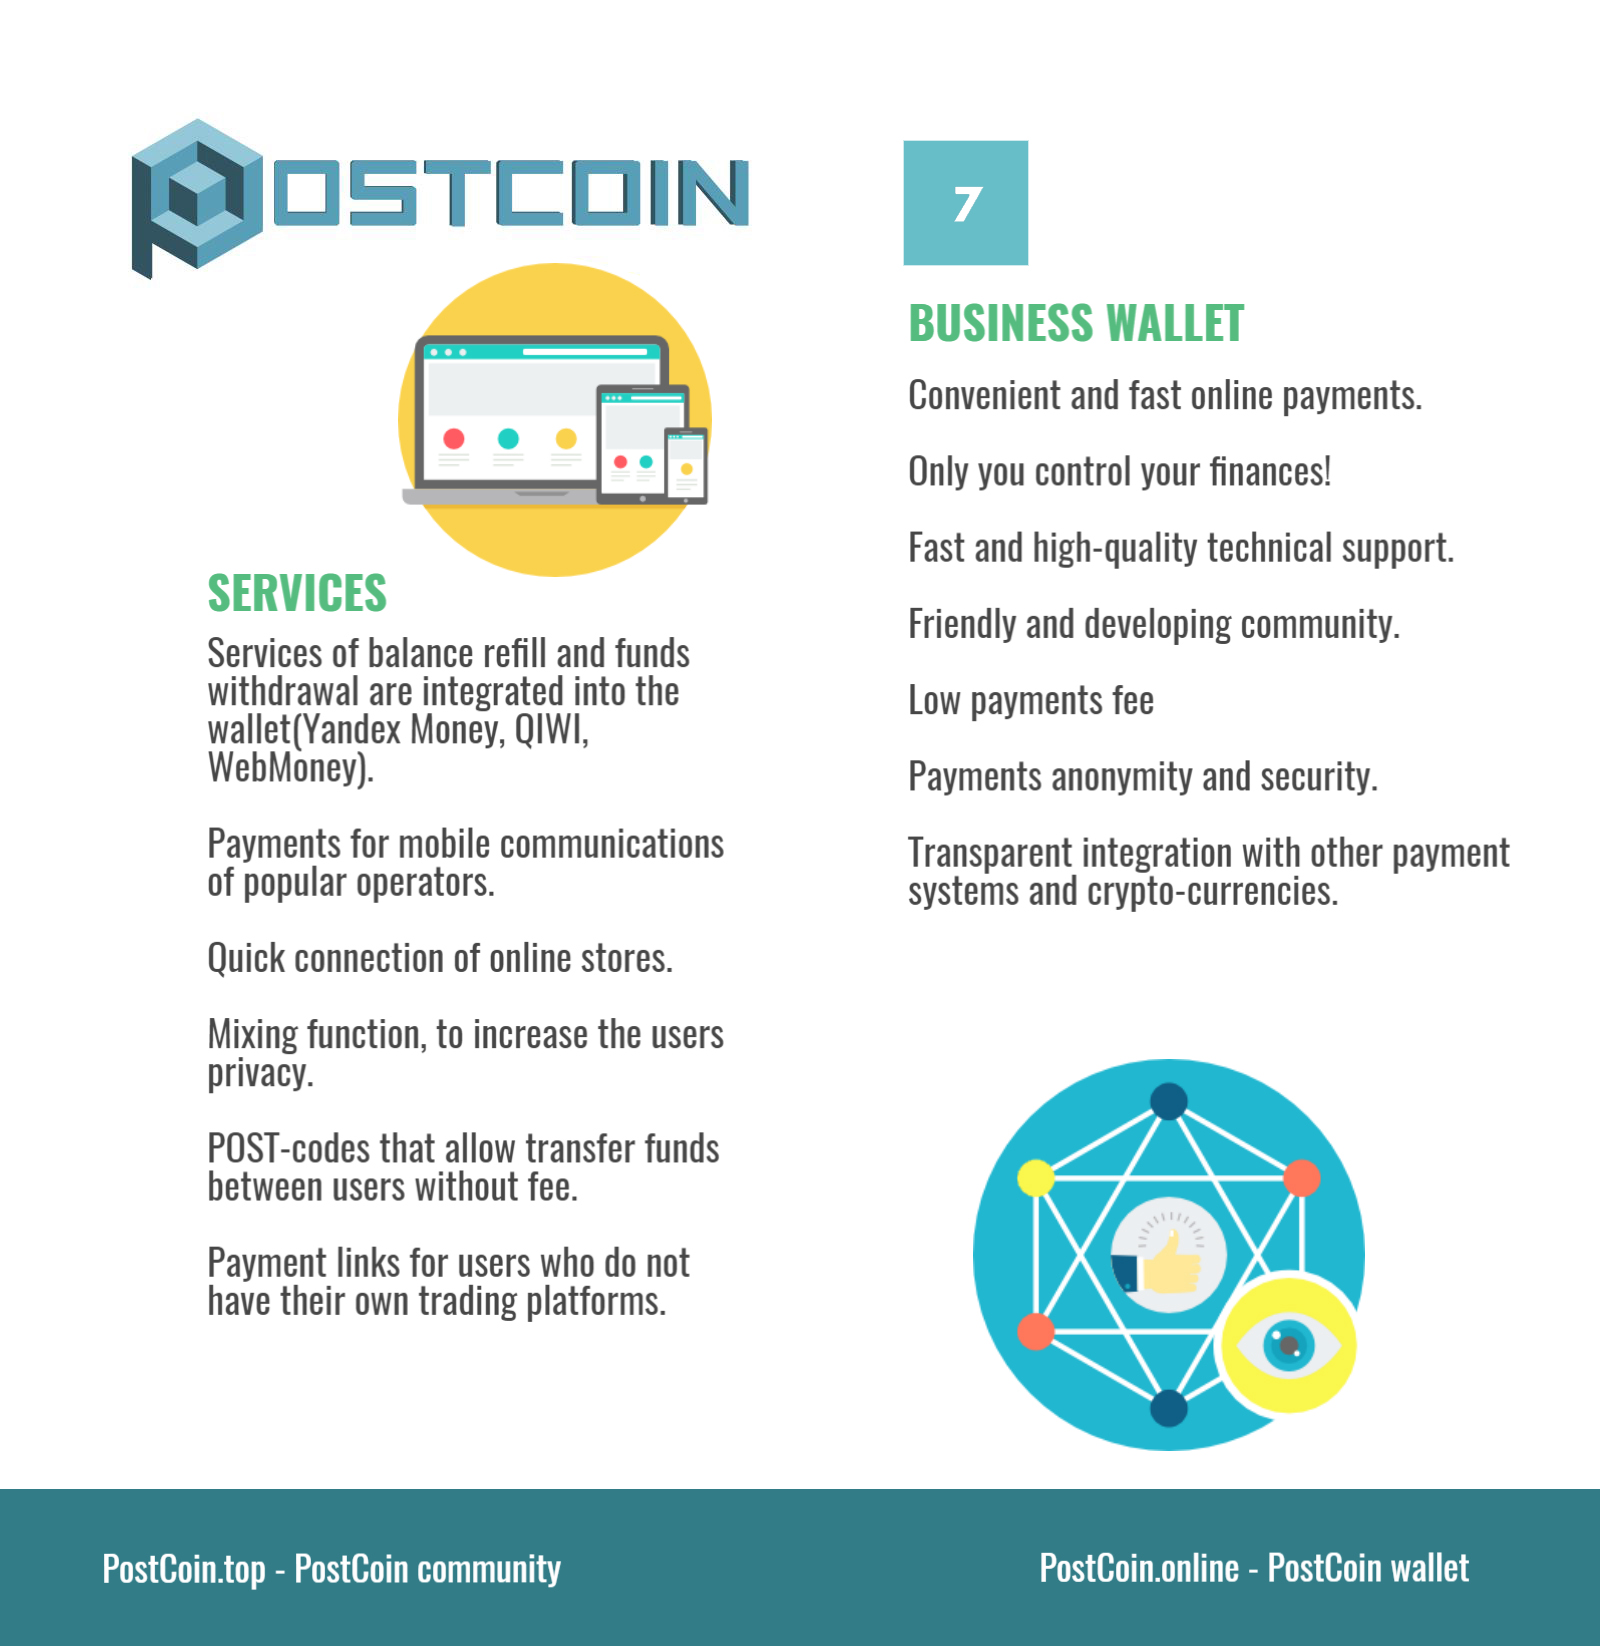 POSTCOIN
SERVICES
Services of balance refill and funds
withdrawal are integrated into the
wallet(Yandex Money, QIWI,
WebMoney).
Payments for mobile communications
of popular operators.
Quick connection of online stores.
Mixing function, to increase the users
privacy.
POST-codes that allow transfer funds
between users without fee.
Payment links for users who do not
have their own trading platforms.
7
BUSINESS WALLET
Convenient and fast online payments.
Only you control your finances!
Fast and high-quality technical support.
Friendly and developing community.
Low payments fee
Payments anonymity and security.
Transparent integration with other payment
systems and crypto-currencies.
PostCoin.top - PostCoin community
PostCoin.online - PostCoin wallet